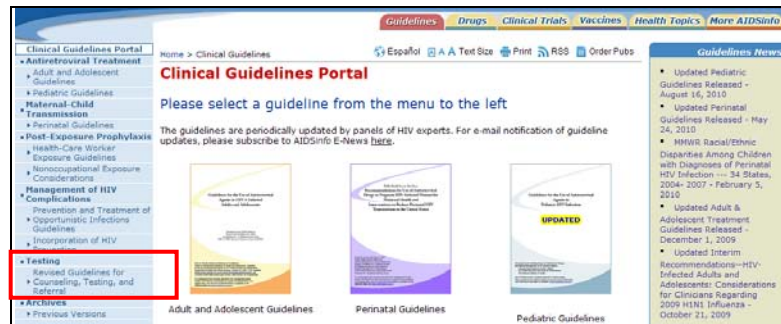 Guidelines Drugs Clinical Trials Vaccines Health Topics More AIDSinfo
Clinical Guidelines Portal
Antiretroviral Treatment
Adult and Adolescent
Guidelines
Pediatric Guidelines
Maternal-Child
Transmission
Perinatal Guidelines
Post-Exposure Prophylaxis
Health-Care Worker
Exposure Guidelines
Nonoccupational Exposure
Considerations
Management of HIV
Complications
Prevention and Treatment of
Opportunistic Infections
Guidelines
Incorporation of HIV
Testing
Revised Guidelines for
Counseling, Testing, and
Referral
Archives
Previous Versions
Home > Clinical Guidelines
Español A A Text Size Print RSS Order Pubs
Clinical Guidelines Portal
Please select a guideline from the menu to the left
The guidelines are periodically updated by panels of HIV experts. For e-mail notification of guideline
updates, please subscribe to AIDSinfo E-News here.
UPDATED
Adult and Adolescent Guidelines
Perinatal Guidelines
Pediatric Guidelines
Guidelines News
Updated Pediatric
Guidelines Released -
August 16, 2010
Updated Perinatal
Guidelines Released - May
24, 2010
MMWR Racial/Ethnic
Disparities Among Children
with Diagnoses of Perinatal
HIV Infection --- 34 States,
2004- 2007 - February 5,
2010
Updated Adult &
Adolescent Treatment
Guidelines Released -
December 1, 2009
Updated Interim
Recommendations--HIV-
Infected Adults and
Adolescents: Considerations
for Clinicians Regarding
2009 H1N1 Influenza -
October 21, 2009